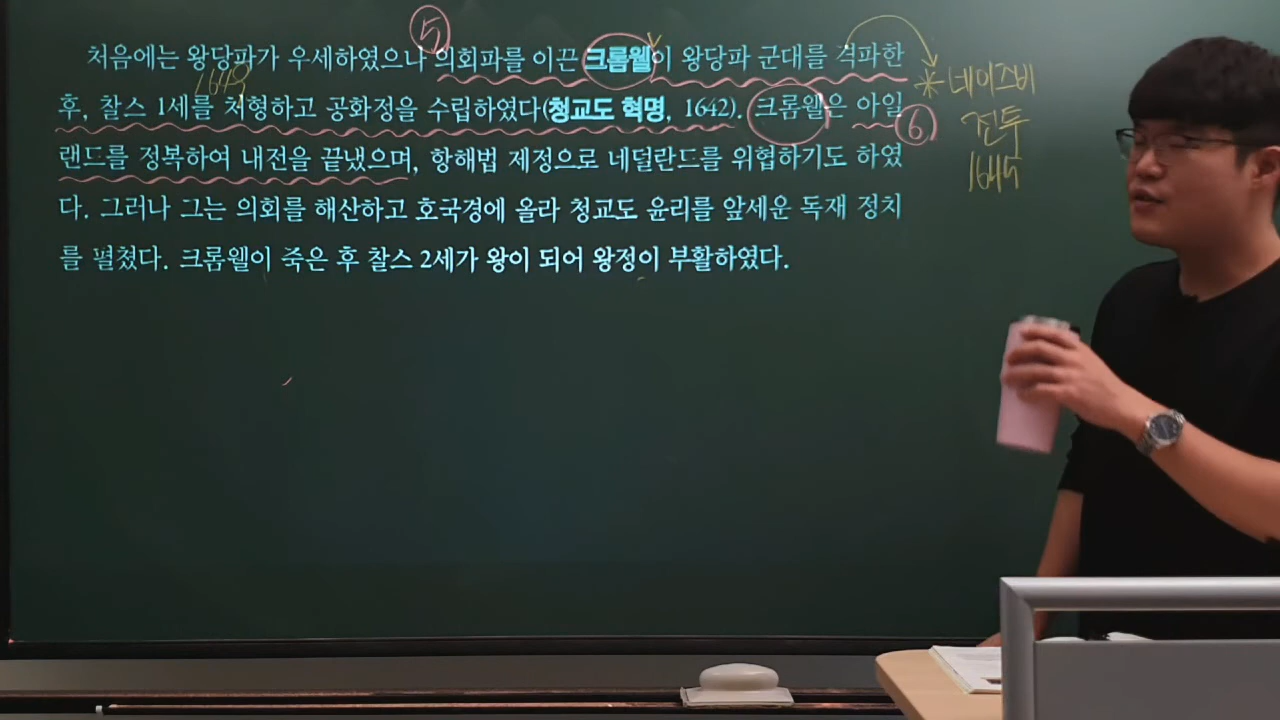 ⑤
처음에는 왕당파가 우세하였으나 의회파를 이끈 크롬웰이 왕당파 군대를 격파한
1649
후, 찰스 1세를 처형하고 공화정을 수립하였다(청교도 혁명, 1642). 크롬웰은 아일
⑥
랜드를 정복하여 내전을 끝냈으며, 항해법 제정으로 네덜란드를 위협하기도 하였
다. 그러나 그는 의회를 해산하고 호국경에 올라 청교도 윤리를 앞세운 독재 정치
를 펼쳤다. 크롬웰이 죽은 후 찰스 2세가 왕이 되어 왕정이 부활하였다.
*네이즈비
전투
1645